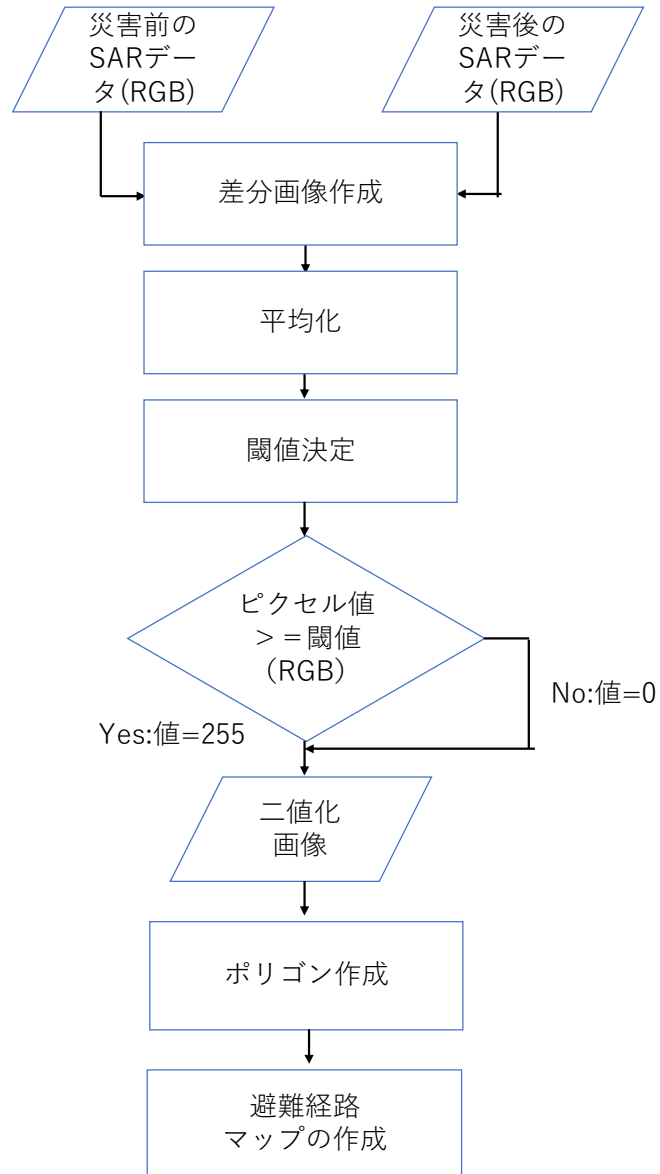 災害前の
SARデー
タ(RGB)
災害後の
SARデー
タ(RGB)
差分画像作成
平均化
閾値決定
ピクセル値
＞＝閾値
(RGB)
No:値=0
Yes:値=255
二値化
画像
ポリゴン作成
避難経路
マップの作成